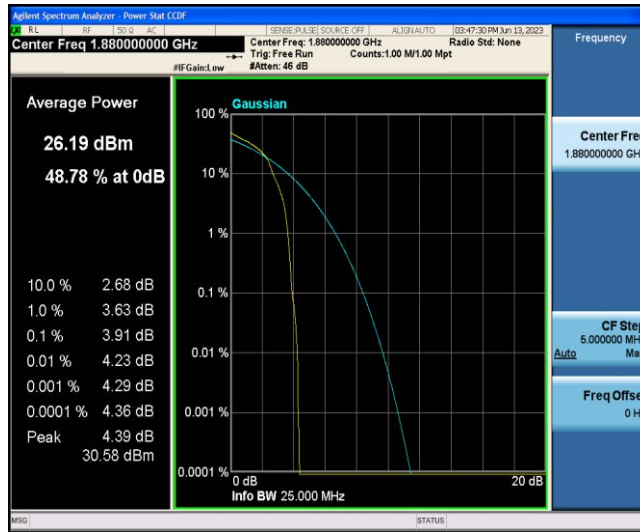 Agilent Spectrum Analyzer - Power Stat CCDF
RL RF 50 Ω AC SENSE:PULSE SOURCE OFF ALIGN AUTO 03:47:30 PM Jun 13, 2023
Center Freq 1.880000000 GHz
Center Freq: 1.880000000 GHz Radio Std: None
Trig: Free Run Counts:1.00 M/1.00 Mpt
#IFGain:Low #Atten: 46 dB
Frequency
Average Power
26.19 dBm
48.78 % at 0dB
10.0 % 2.68 dB
1.0 % 3.63 dB
0.1 % 3.91 dB
0.01 % 4.23 dB
0.001 % 4.29 dB
0.0001 % 4.36 dB
Peak 4.39 dB
30.58 dBm
100 % Gaussian
10 %
1 %
0.1 %
0.01 %
0.001 %
0.0001 %
0 dB 20 dB
Info BW 25.000 MHz
Center Fre
1.880000000 GH
CF Step
5.000000 MH
Auto Ma
Freq Offse
0 H
MSG STATUS